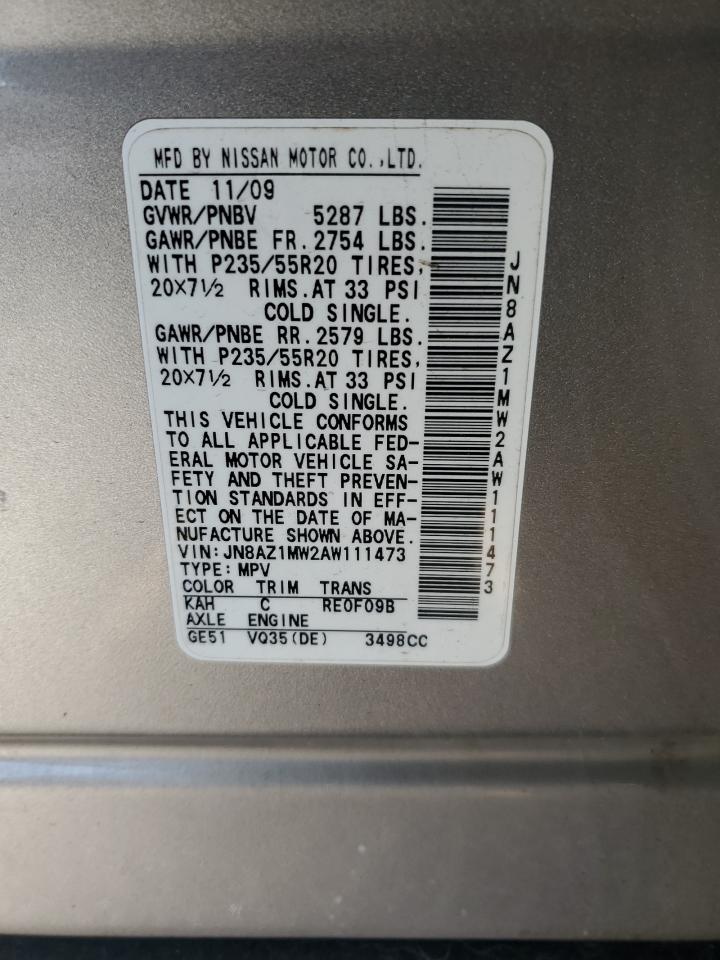 MFD BY NISSAN MOTOR CO.,LTD.
DATE 11/09
GVWR/PNBV 5287 LBS.
GAWR/PNBE FR.2754 LBS.
WITH P235/55R20 TIRES,
20×7½ RIMS.AT 33 PSI
COLD SINGLE.
GAWR/PNBE RR.2579 LBS.
WITH P235/55R20 TIRES,
20×7½ RIMS.AT 33 PSI
COLD SINGLE.
THIS VEHICLE CONFORMS
TO ALL APPLICABLE FED-
ERAL MOTOR VEHICLE SA-
FETY AND THEFT PREVEN-
TION STANDARDS IN EFF-
ECT ON THE DATE OF MA-
NUFACTURE SHOWN ABOVE.
VIN:JN8AZ1MW2AW111473
TYPE:MPV
COLOR TRIM TRANS
KAH C RE0F09B
AXLE ENGINE
GE51 VQ35(DE) 3498CC
JN8AZ1MW2AW111473